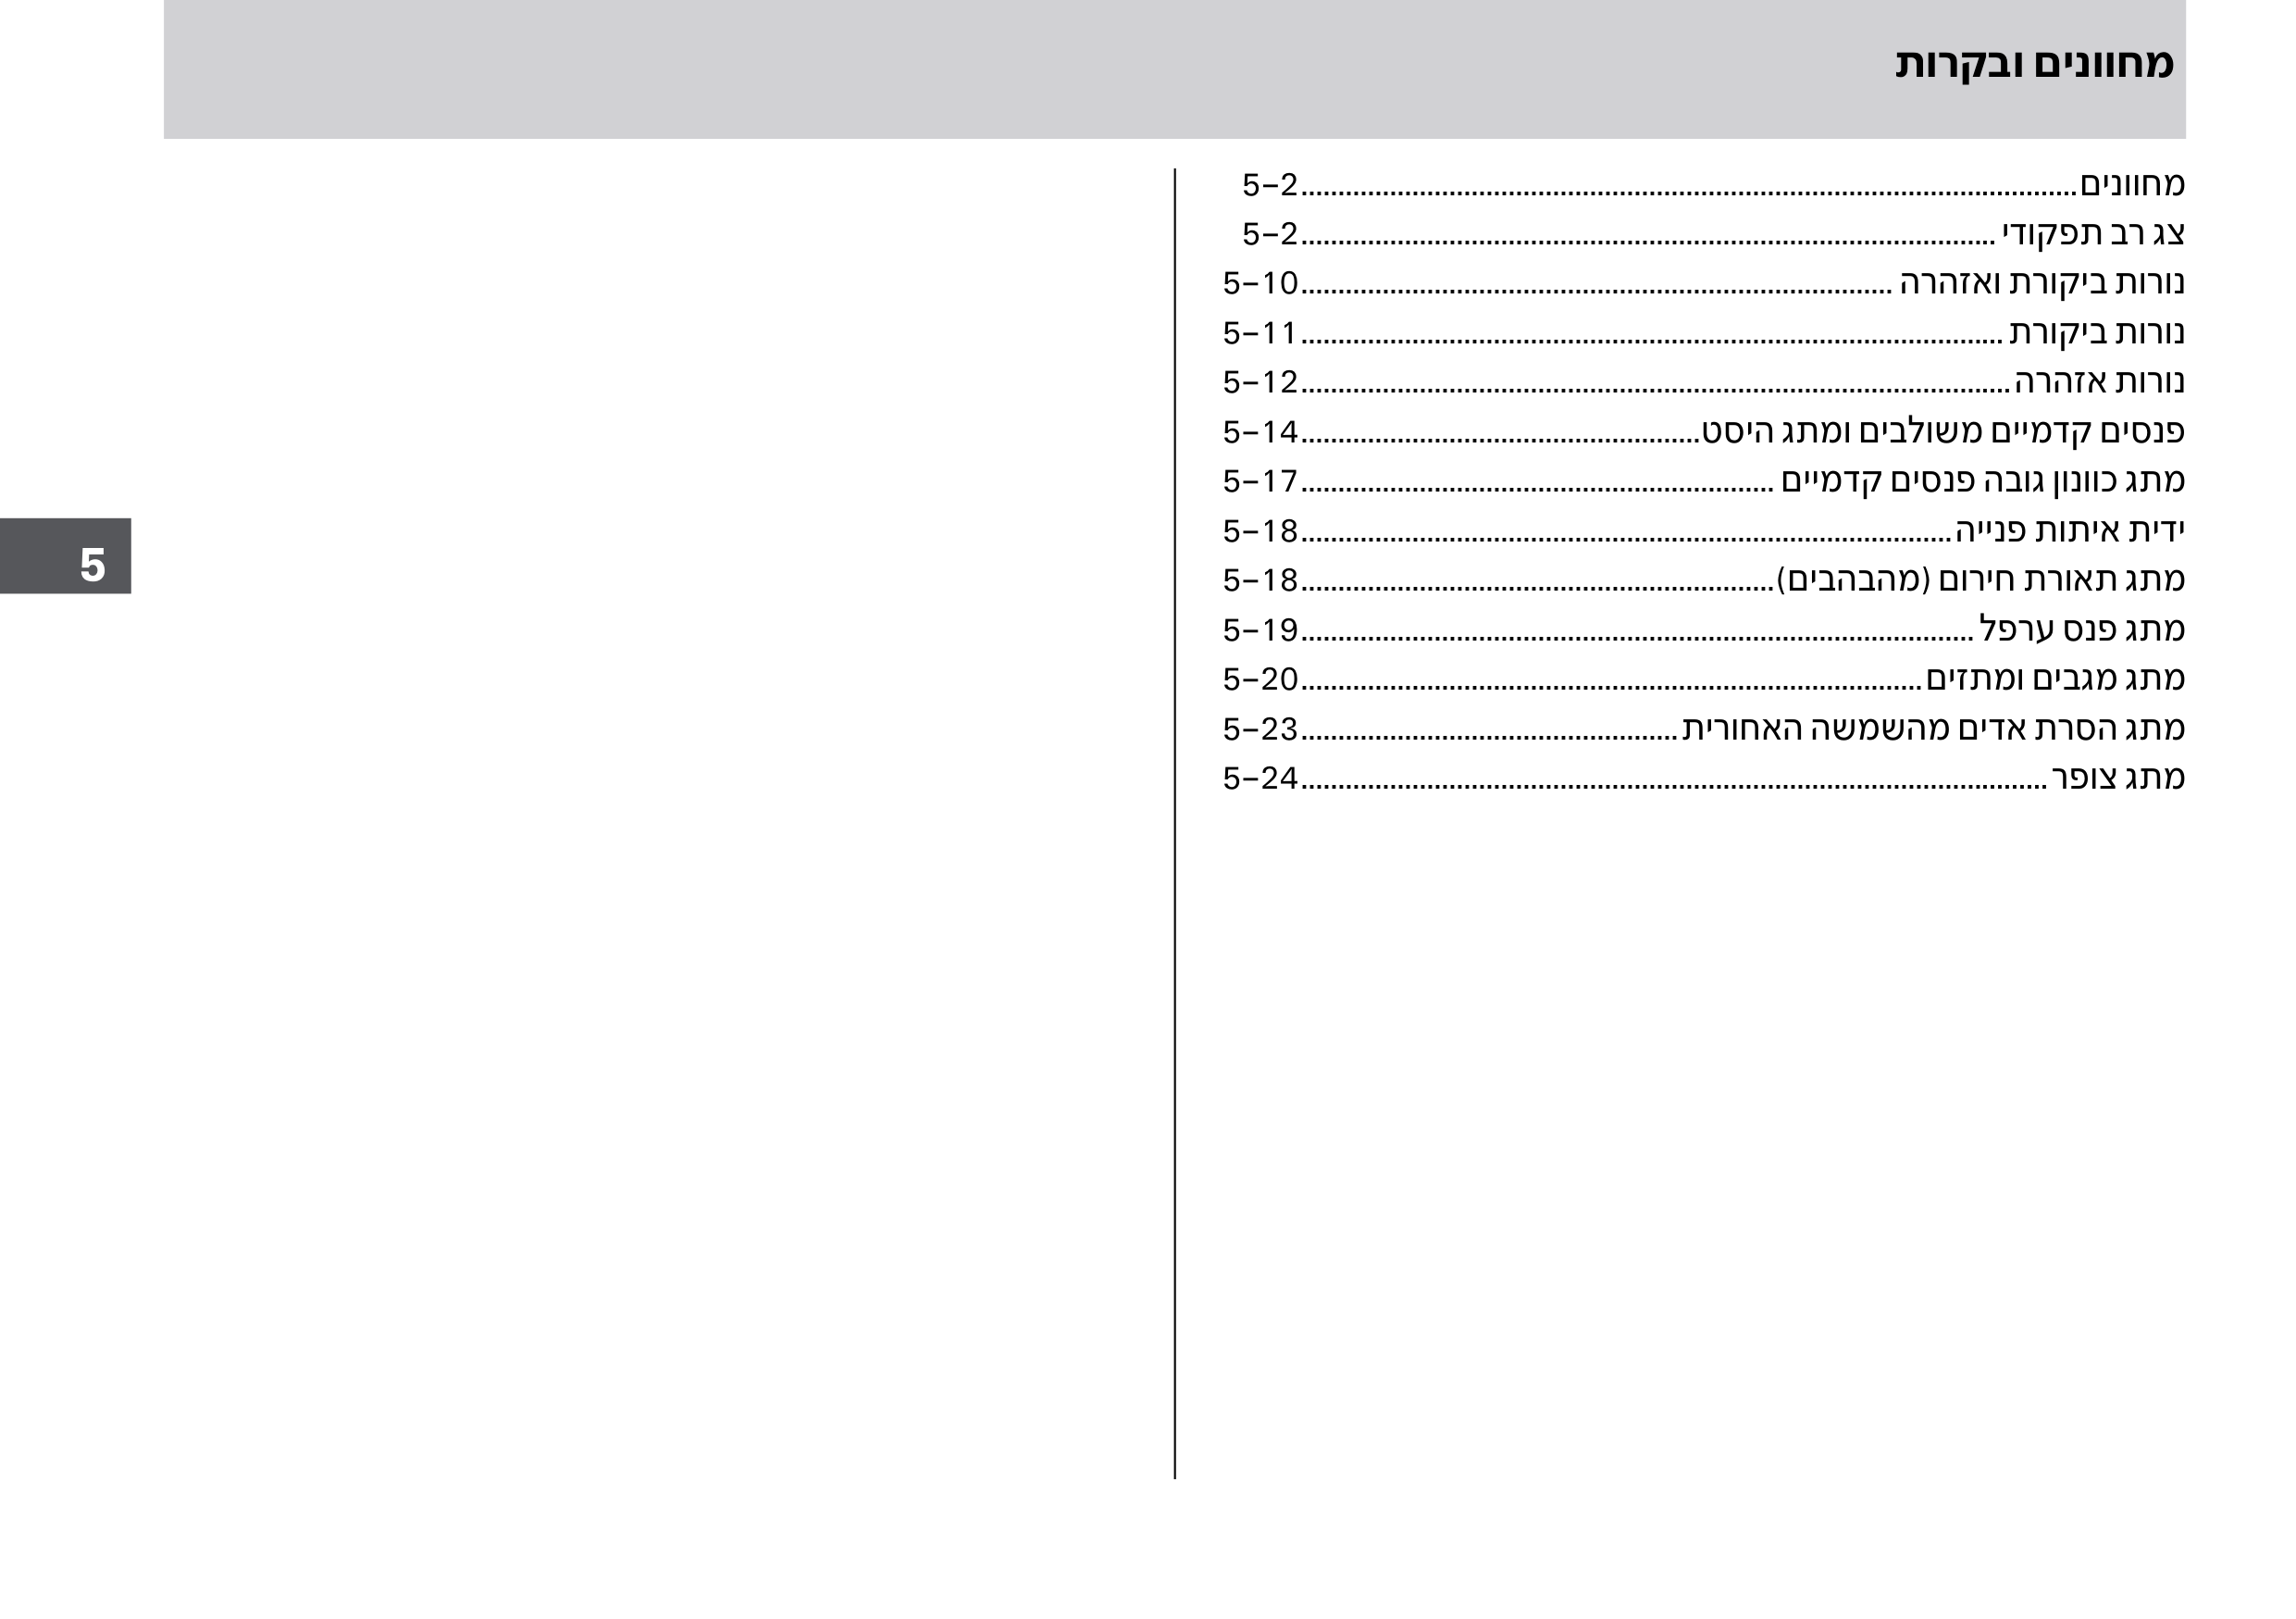 מחוונים ובקרות
מחוונים.........................................................................................................5-2
צג רב תפקודי..............................................................................................5-2
נורות ביקורת ואזהרה................................................................................5-10
נורות ביקורת...............................................................................................5-11
נורות אזהרה................................................................................................5-12
פנסים קדמיים משולבים ומתג היסט......................................................5-14
מתג כוונון גובה פנסים קדמיים................................................................5-17
ידית איתות פנייה........................................................................................5-18
מתג תאורת חירום (מהבהבים)................................................................5-18
מתג פנס ערפל...........................................................................................5-19
מתג מגבים ומתזים....................................................................................5-20
מתג הסרת אדים מהשמשה האחורית...................................................5-23
מתג צופר.....................................................................................................5-24
5